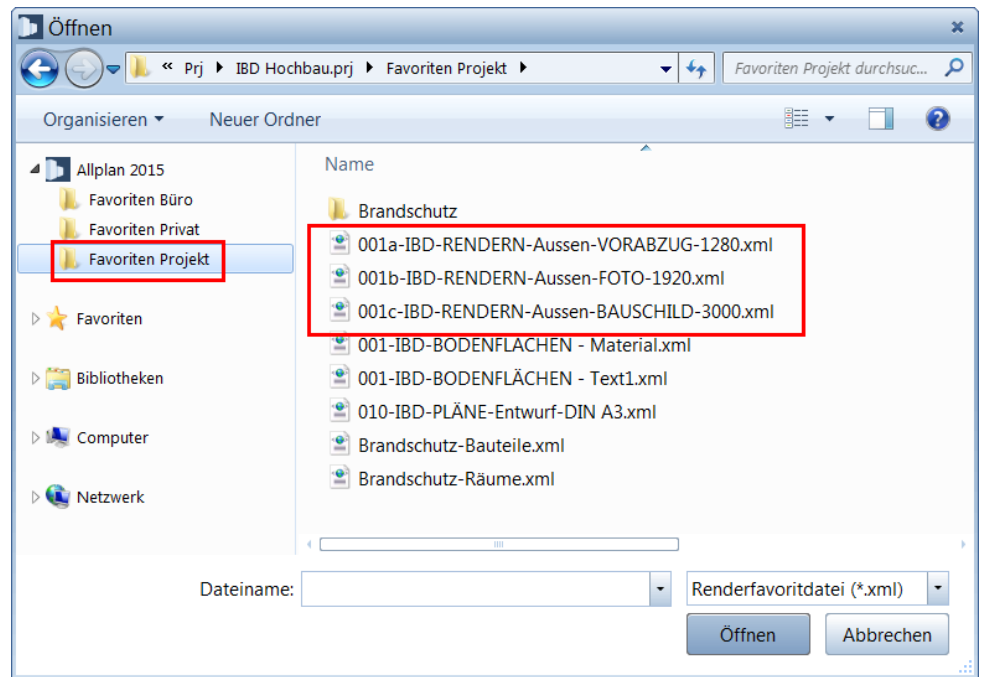 Öffnen
« Prj ▸ IBD Hochbau.prj ▸ Favoriten Projekt ▸
Favoriten Projekt durchsuc...
Organisieren
Neuer Ordner
Allplan 2015
Favoriten Büro
Favoriten Privat
Favoriten Projekt
Favoriten
Bibliotheken
Computer
Netzwerk
Name
Brandschutz
001a-IBD-RENDERN-Aussen-VORABZUG-1280.xml
001b-IBD-RENDERN-Aussen-FOTO-1920.xml
001c-IBD-RENDERN-Aussen-BAUSCHILD-3000.xml
001-IBD-BODENFLÄCHEN - Material.xml
001-IBD-BODENFLÄCHEN - Text1.xml
010-IBD-PLÄNE-Entwurf-DIN A3.xml
Brandschutz-Bauteile.xml
Brandschutz-Räume.xml
Dateiname:
Renderfavoritdatei (*.xml)
Öffnen
Abbrechen